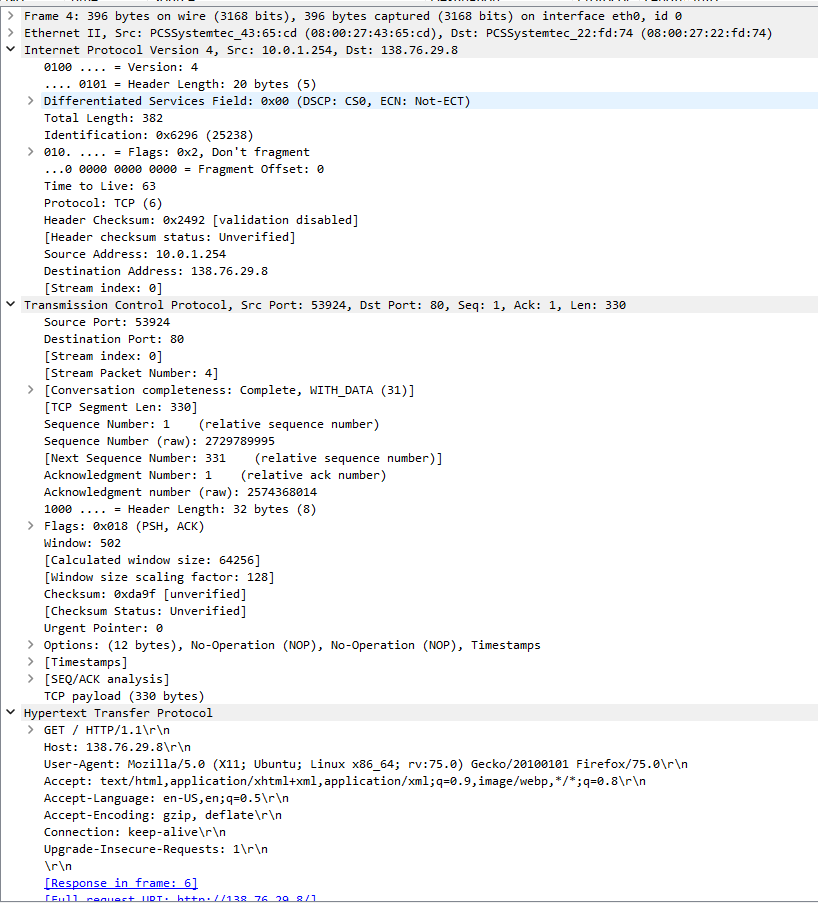 Frame 4: 396 bytes on wire (3168 bits), 396 bytes captured (3168 bits) on interface eth0, id 0
Ethernet II, Src: PCSSystemtec_43:65:cd (08:00:27:43:65:cd), Dst: PCSSystemtec_22:fd:74 (08:00:27:22:fd:74)
Internet Protocol Version 4, Src: 10.0.1.254, Dst: 138.76.29.8
0100 .... = Version: 4
.... 0101 = Header Length: 20 bytes (5)
Differentiated Services Field: 0x00 (DSCP: CS0, ECN: Not-ECT)
Total Length: 382
Identification: 0x6296 (25238)
010. .... = Flags: 0x2, Don't fragment
...0 0000 0000 0000 = Fragment Offset: 0
Time to Live: 63
Protocol: TCP (6)
Header Checksum: 0x2492 [validation disabled]
[Header checksum status: Unverified]
Source Address: 10.0.1.254
Destination Address: 138.76.29.8
[Stream index: 0]
Transmission Control Protocol, Src Port: 53924, Dst Port: 80, Seq: 1, Ack: 1, Len: 330
Source Port: 53924
Destination Port: 80
[Stream index: 0]
[Stream Packet Number: 4]
[Conversation completeness: Complete, WITH_DATA (31)]
[TCP Segment Len: 330]
Sequence Number: 1    (relative sequence number)
Sequence Number (raw): 2729789995
[Next Sequence Number: 331    (relative sequence number)]
Acknowledgment Number: 1    (relative ack number)
Acknowledgment number (raw): 2574368014
1000 .... = Header Length: 32 bytes (8)
Flags: 0x018 (PSH, ACK)
Window: 502
[Calculated window size: 64256]
[Window size scaling factor: 128]
Checksum: 0xda9f [unverified]
[Checksum Status: Unverified]
Urgent Pointer: 0
Options: (12 bytes), No-Operation (NOP), No-Operation (NOP), Timestamps
[Timestamps]
[SEQ/ACK analysis]
TCP payload (330 bytes)
Hypertext Transfer Protocol
GET / HTTP/1.1\r\n
Host: 138.76.29.8\r\n
User-Agent: Mozilla/5.0 (X11; Ubuntu; Linux x86_64; rv:75.0) Gecko/20100101 Firefox/75.0\r\n
Accept: text/html,application/xhtml+xml,application/xml;q=0.9,image/webp,*/*;q=0.8\r\n
Accept-Language: en-US,en;q=0.5\r\n
Accept-Encoding: gzip, deflate\r\n
Connection: keep-alive\r\n
Upgrade-Insecure-Requests: 1\r\n
\r\n
[Response in frame: 6]
[Full request URI: http://138.76.29.8/]